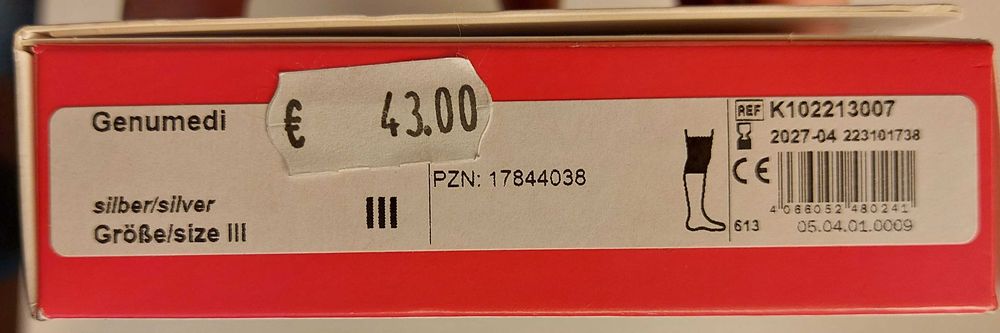 Genumedi
€ 43.00
silber/silver
Größe/size III
III
PZN: 17844038
REF K102213007
2027-04 223101738
CE
4 066052 480241
613 05.04.01.0009